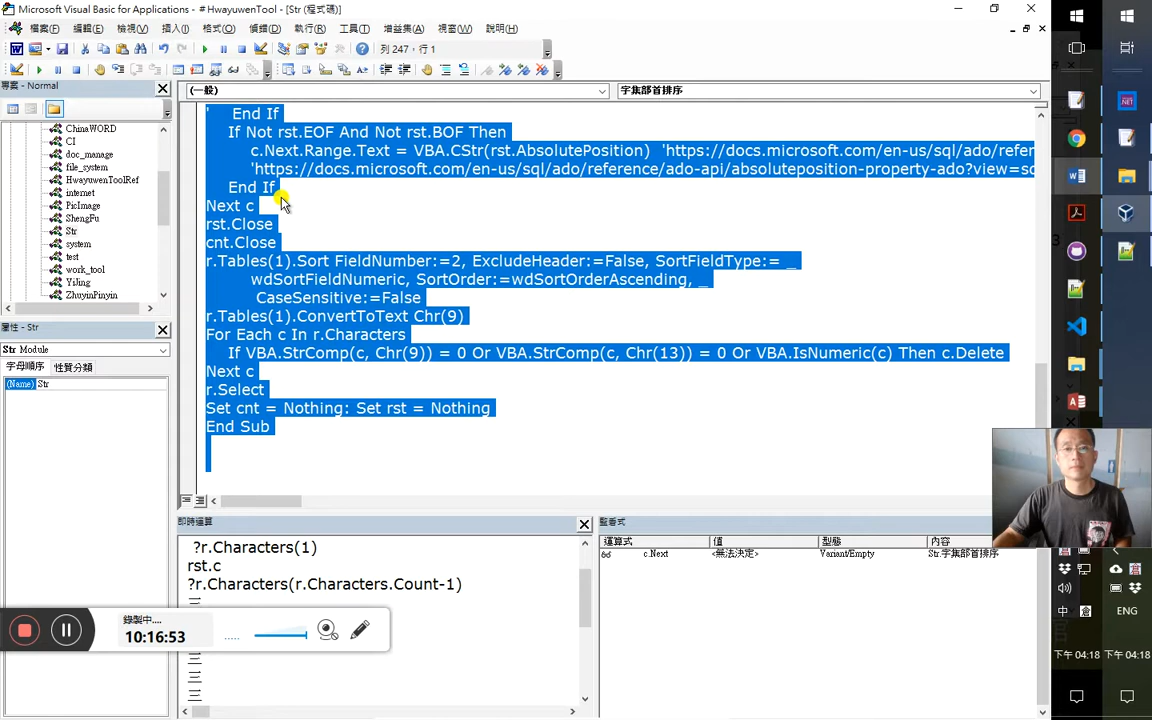 Microsoft Visual Basic for Applications - # HwayuwenTool - [Str (程式碼)]
檔案(F) 編輯(E) 檢視(V) 插入(I) 格式(O) 偵錯(D) 執行(R) 工具(T) 增益集(A) 視窗(W) 說明(H)
列 247，行 1
專案 - Normal
ChinaWORD
CI
doc_manage
file_system
HwayuwenToolRef
internet
PicImage
ShengFu
Str
system
test
work_tool
YiJing
ZhuyinPinyin
屬性 - Str
Str Module
字母順序 性質分類
(Name) Str
(一般) 字集部首排序
' End If
If Not rst.EOF And Not rst.BOF Then
c.Next.Range.Text = VBA.CStr(rst.AbsolutePosition) 'https://docs.microsoft.com/en-us/sql/ado/refer
'https://docs.microsoft.com/en-us/sql/ado/reference/ado-api/absoluteposition-property-ado?view=sq
End If
Next c
rst.Close
cnt.Close
r.Tables(1).Sort FieldNumber:=2, ExcludeHeader:=False, SortFieldType:= _
wdSortFieldNumeric, SortOrder:=wdSortOrderAscending, _
CaseSensitive:=False
r.Tables(1).ConvertToText Chr(9)
For Each c In r.Characters
If VBA.StrComp(c, Chr(9)) = 0 Or VBA.StrComp(c, Chr(13)) = 0 Or VBA.IsNumeric(c) Then c.Delete
Next c
r.Select
Set cnt = Nothing: Set rst = Nothing
End Sub
即時運算
?r.Characters(1)
rst.c
?r.Characters(r.Characters.Count-1)
三
三
三
三
監看式
運算式 值 型態 內容
c.Next <無法決定> Variant/Empty Str.字集部首排序
錄製中....
10:16:53
中 倉 ENG
下午 04:18 下午 04:18